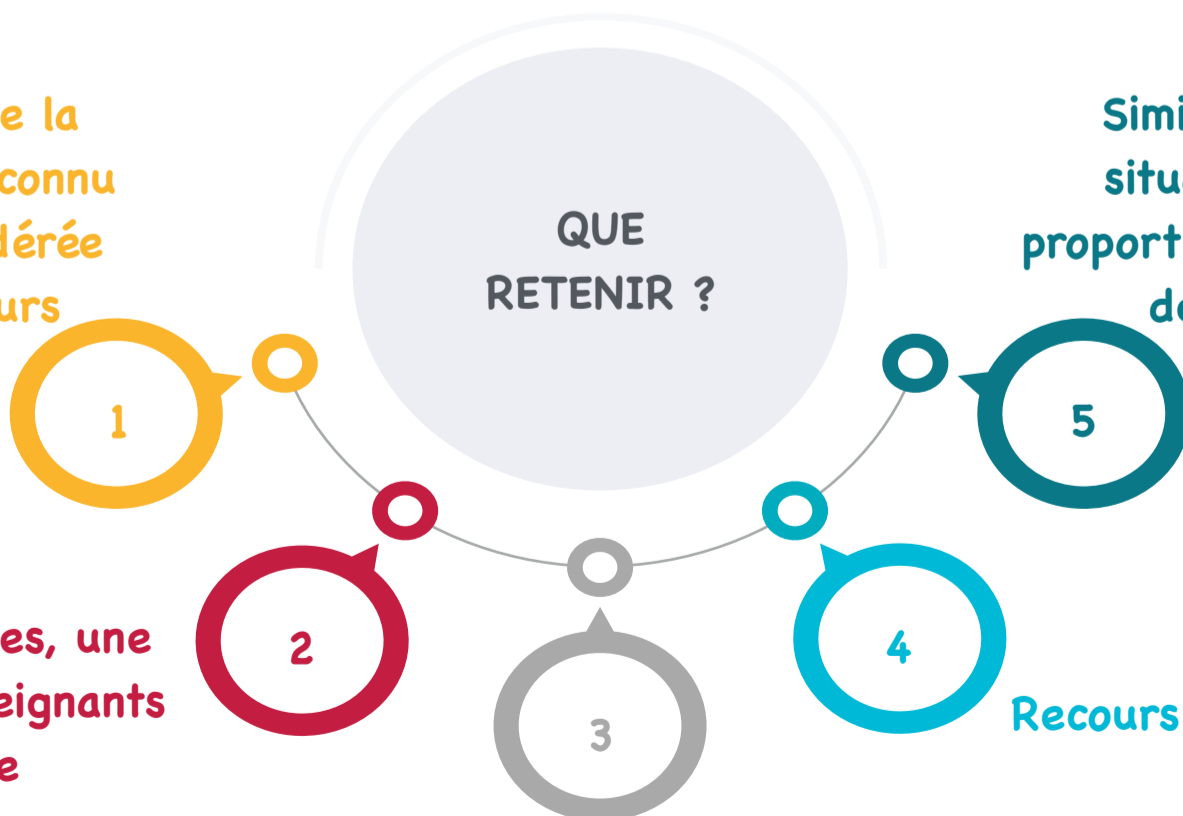 e la
connu
dérée
urs
1
es, une
eignants
e
2
QUE
RETENIR ?
3
4
Recours
Simi
situ
proport
de
5